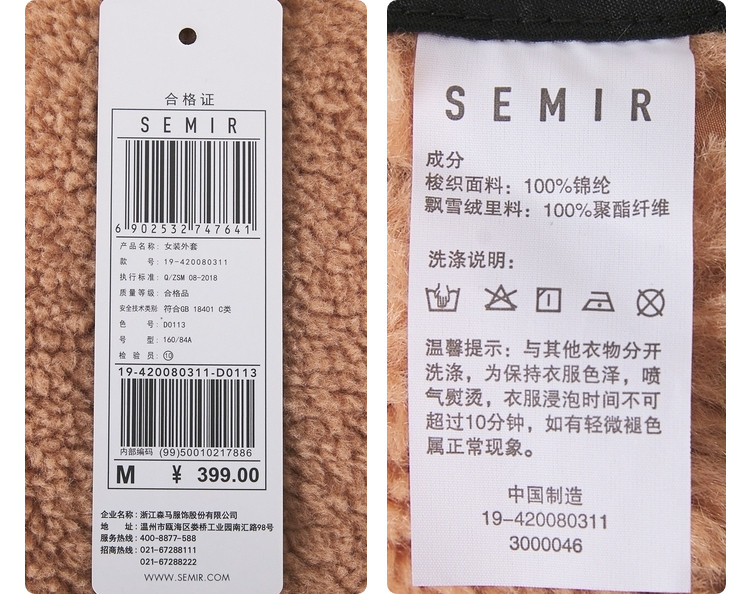 合格证
SEMIR
6 902532 747641
产品名称: 女装外套
款 号: 19-420080311
执行标准: Q/ZSM 08-2018
质量等级: 合格品
安全技术类别: 符合GB 18401 C类
色 号: D0113
号 型: 160/84A
检 验 员: ⑩
19-420080311-D0113
内部编码 (99)50010217886
M ¥ 399.00
企业名称: 浙江森马服饰股份有限公司
地 址: 温州市瓯海区娄桥工业园南汇路98号
服务热线: 400-8877-588
招商热线: 021-67288111
021-67288222
WWW.SEMIR.COM
SEMIR
成分
梭织面料: 100%锦纶
飘雪绒里料: 100%聚酯纤维
洗涤说明:
温馨提示: 与其他衣物分开
洗涤, 为保持衣服色泽, 喷
气熨烫, 衣服浸泡时间不可
超过10分钟, 如有轻微褪色
属正常现象。
中国制造
19-420080311
3000046